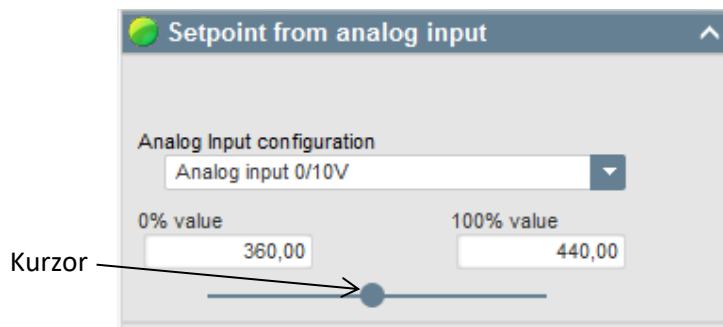 Setpoint from analog input
Analog Input configuration
Analog input 0/10V
0% value 100% value
360,00 440,00
Kurzor